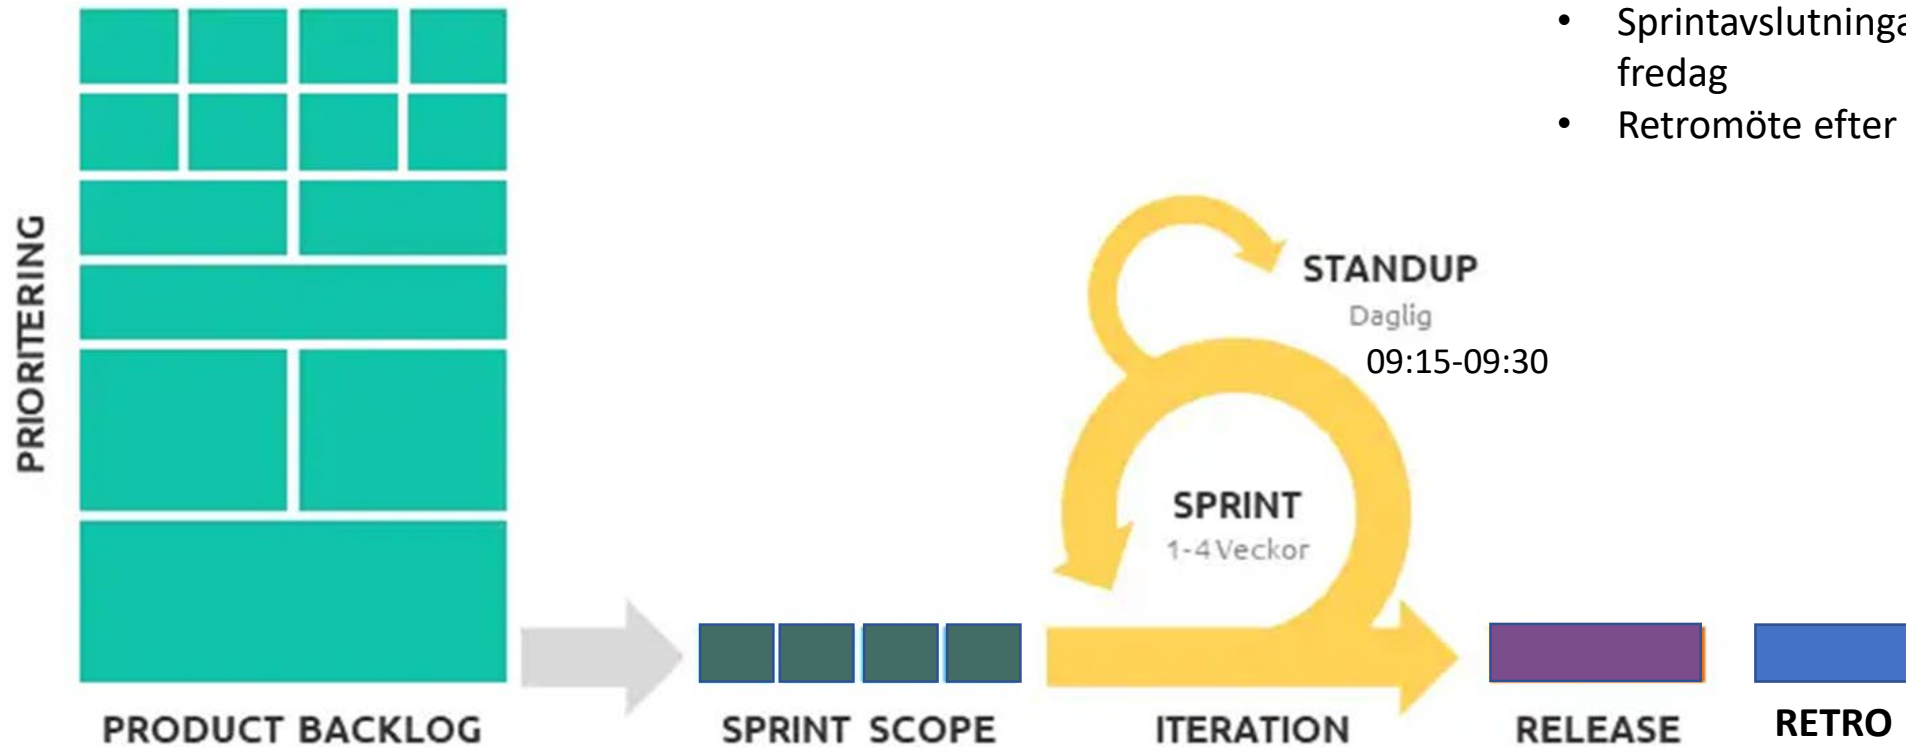 • Sprintavslutninga
fredag
• Retromöte efter
PRIORITERING
STANDUP
Daglig
09:15-09:30
SPRINT
1-4 Veckor
PRODUCT BACKLOG
SPRINT SCOPE
ITERATION
RELEASE
RETRO